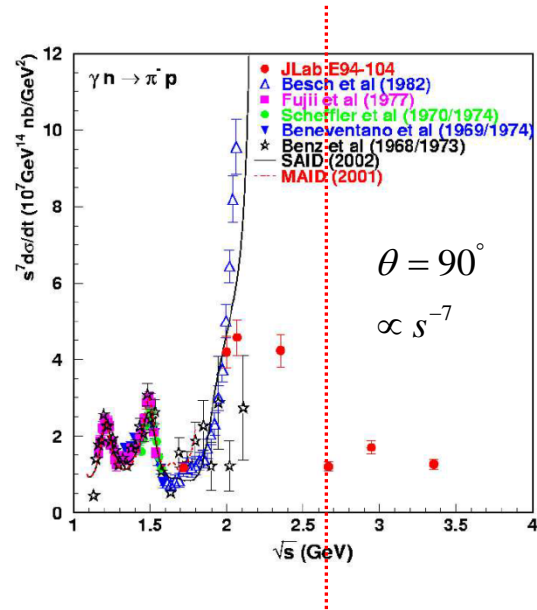 12
10
8
6
4
2
0
s⁷dσ/dt (10⁷GeV¹⁴ nb/GeV²)
γ n → π⁻ p
JLab E94-104
Besch et al (1982)
Fujii et al (1977)
Scheffler et al (1970/1974)
Beneventano et al (1969/1974)
Benz et al (1968/1973)
SAID (2002)
MAID (2001)
θ = 90°
∝ s⁻⁷
1 1.5 2 2.5 3 3.5 4
√s (GeV)